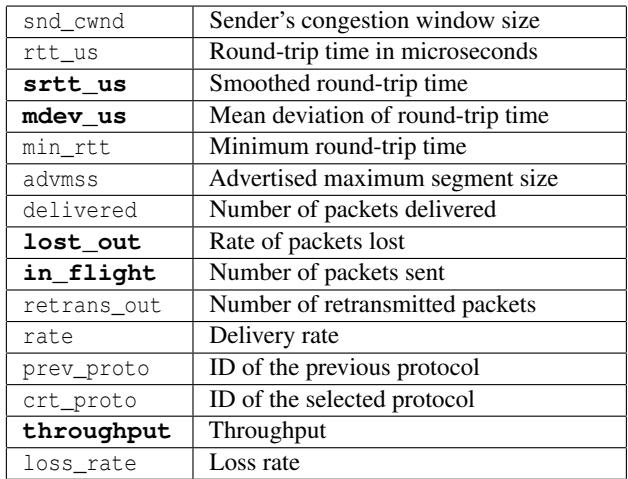 snd_cwnd Sender's congestion window size
rtt_us Round-trip time in microseconds
srtt_us Smoothed round-trip time
mdev_us Mean deviation of round-trip time
min_rtt Minimum round-trip time
advmss Advertised maximum segment size
delivered Number of packets delivered
lost_out Rate of packets lost
in_flight Number of packets sent
retrans_out Number of retransmitted packets
rate Delivery rate
prev_proto ID of the previous protocol
crt_proto ID of the selected protocol
throughput Throughput
loss_rate Loss rate